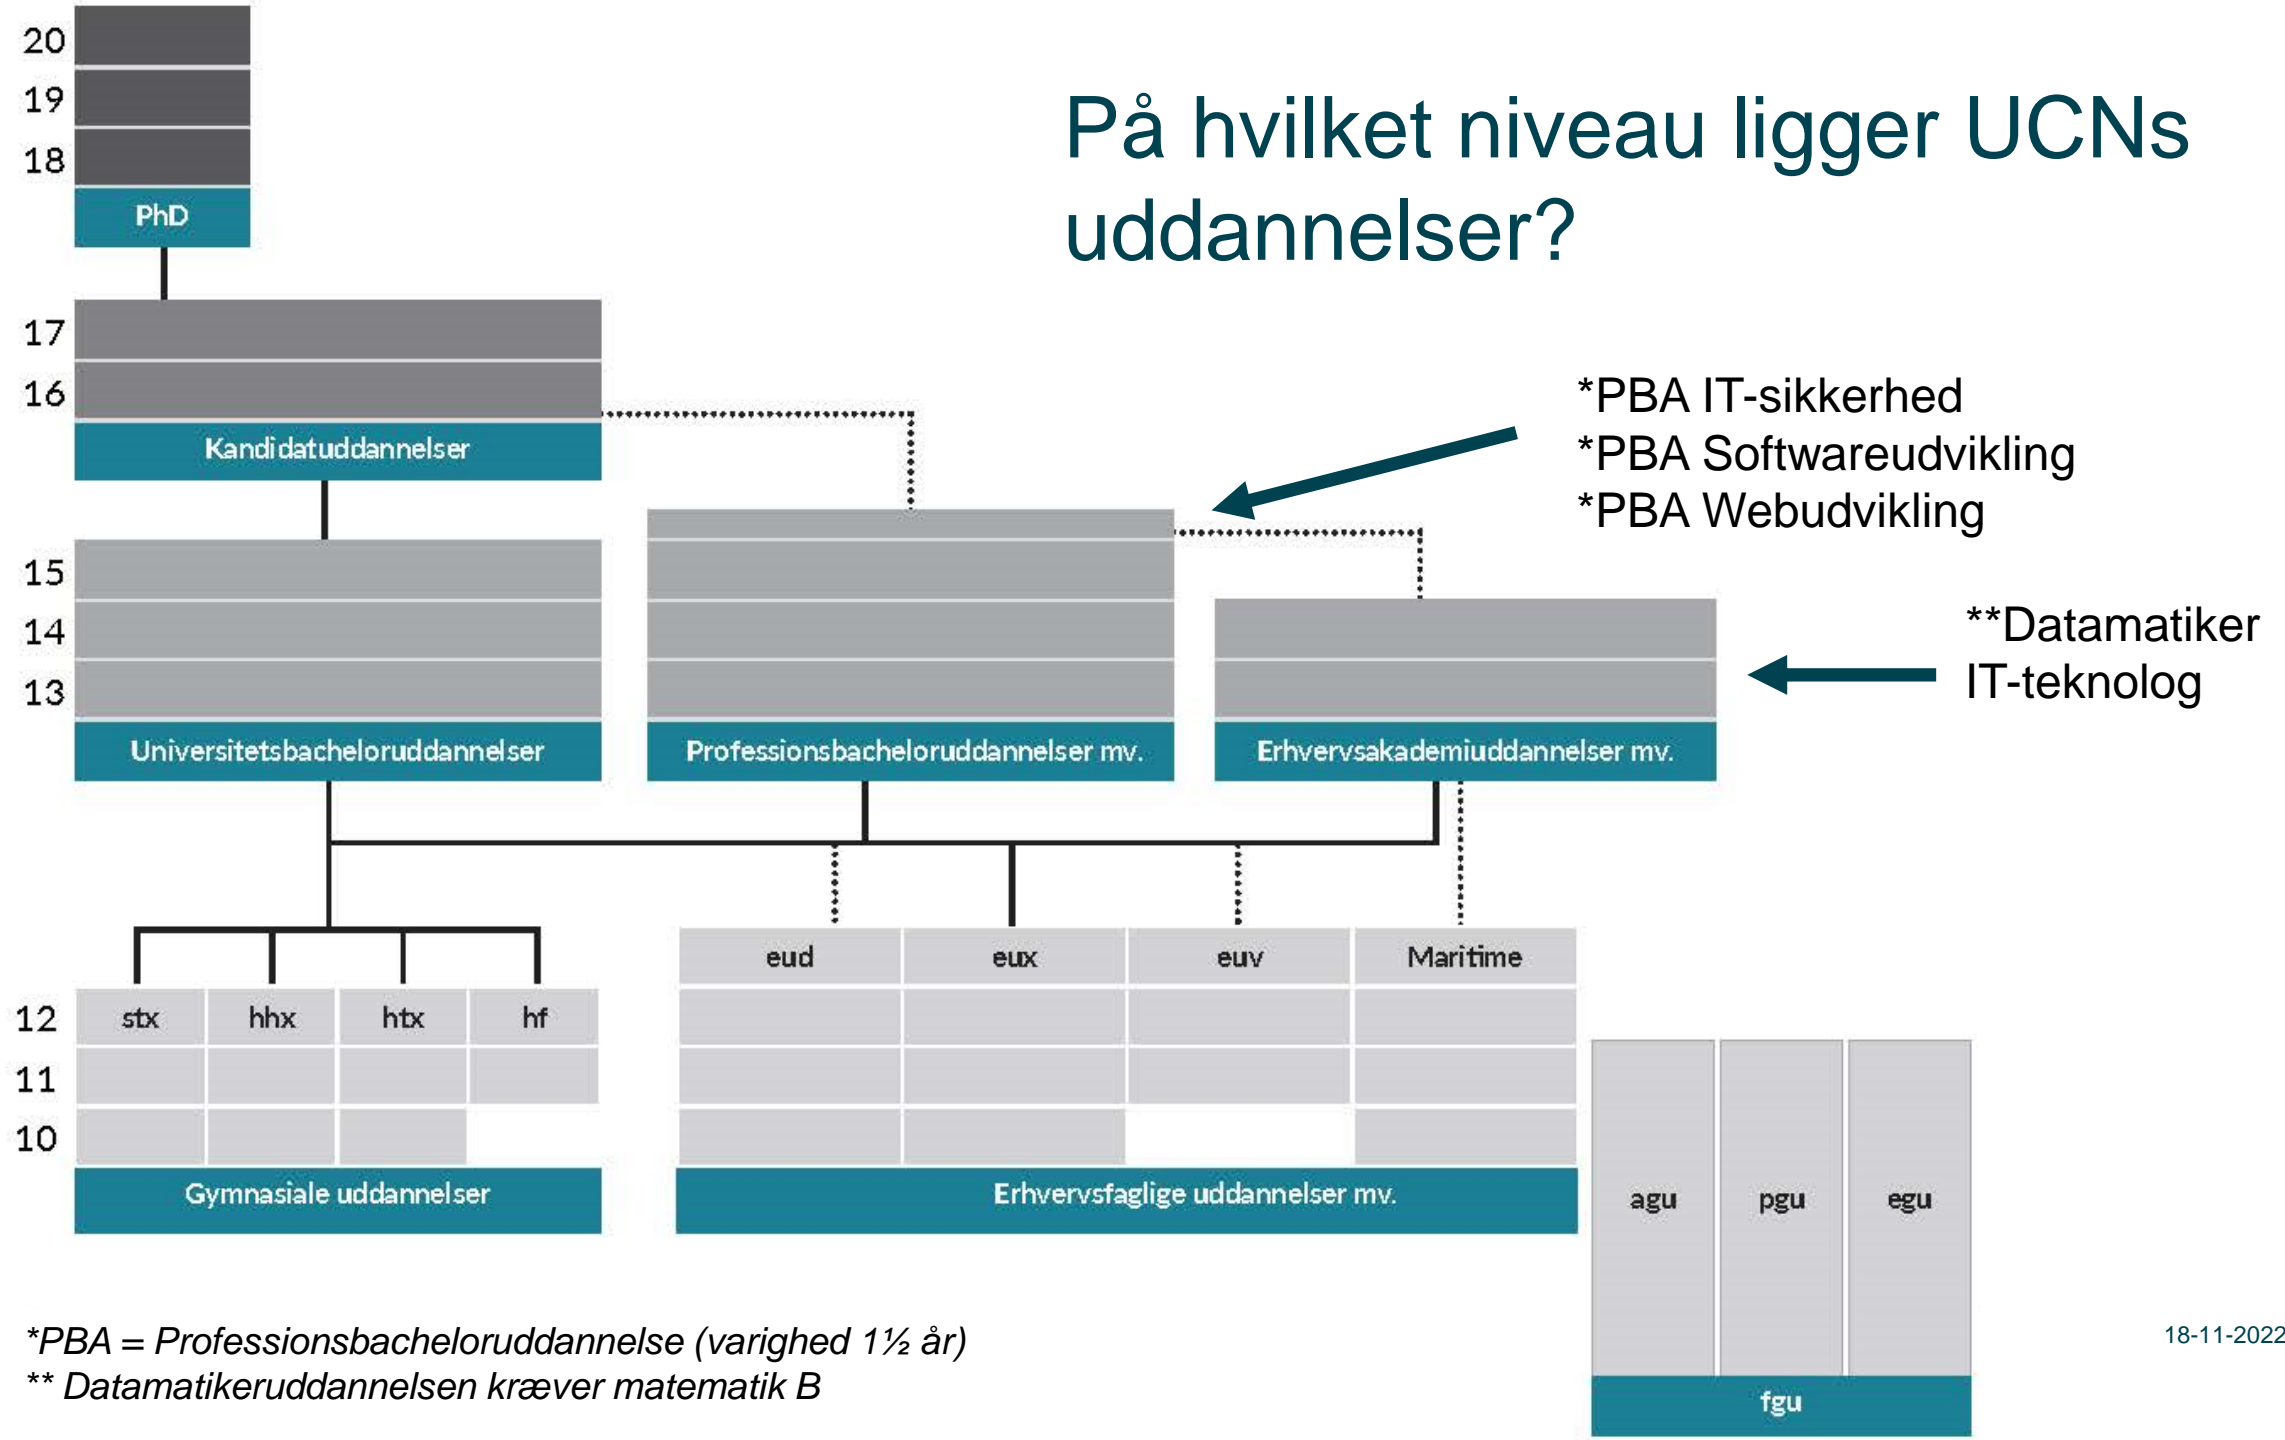 På hvilket niveau ligger UCNs
uddannelser?
20
19
18
PhD
17
16
Kandidatuddannelser
*PBA IT-sikkerhed
*PBA Softwareudvikling
*PBA Webudvikling
15
14
13
**Datamatiker
IT-teknolog
Universitetsbacheloruddannelser
Professionsbacheloruddannelser mv.
Erhvervsakademiuddannelser mv.
eud
eux
euv
Maritime
12
stx
hhx
htx
hf
11
10
Gymnasiale uddannelser
Erhvervsfaglige uddannelser mv.
agu
pgu
egu
fgu
*PBA = Professionsbacheloruddannelse (varighed 1½ år)
** Datamatikeruddannelsen kræver matematik B
18-11-2022